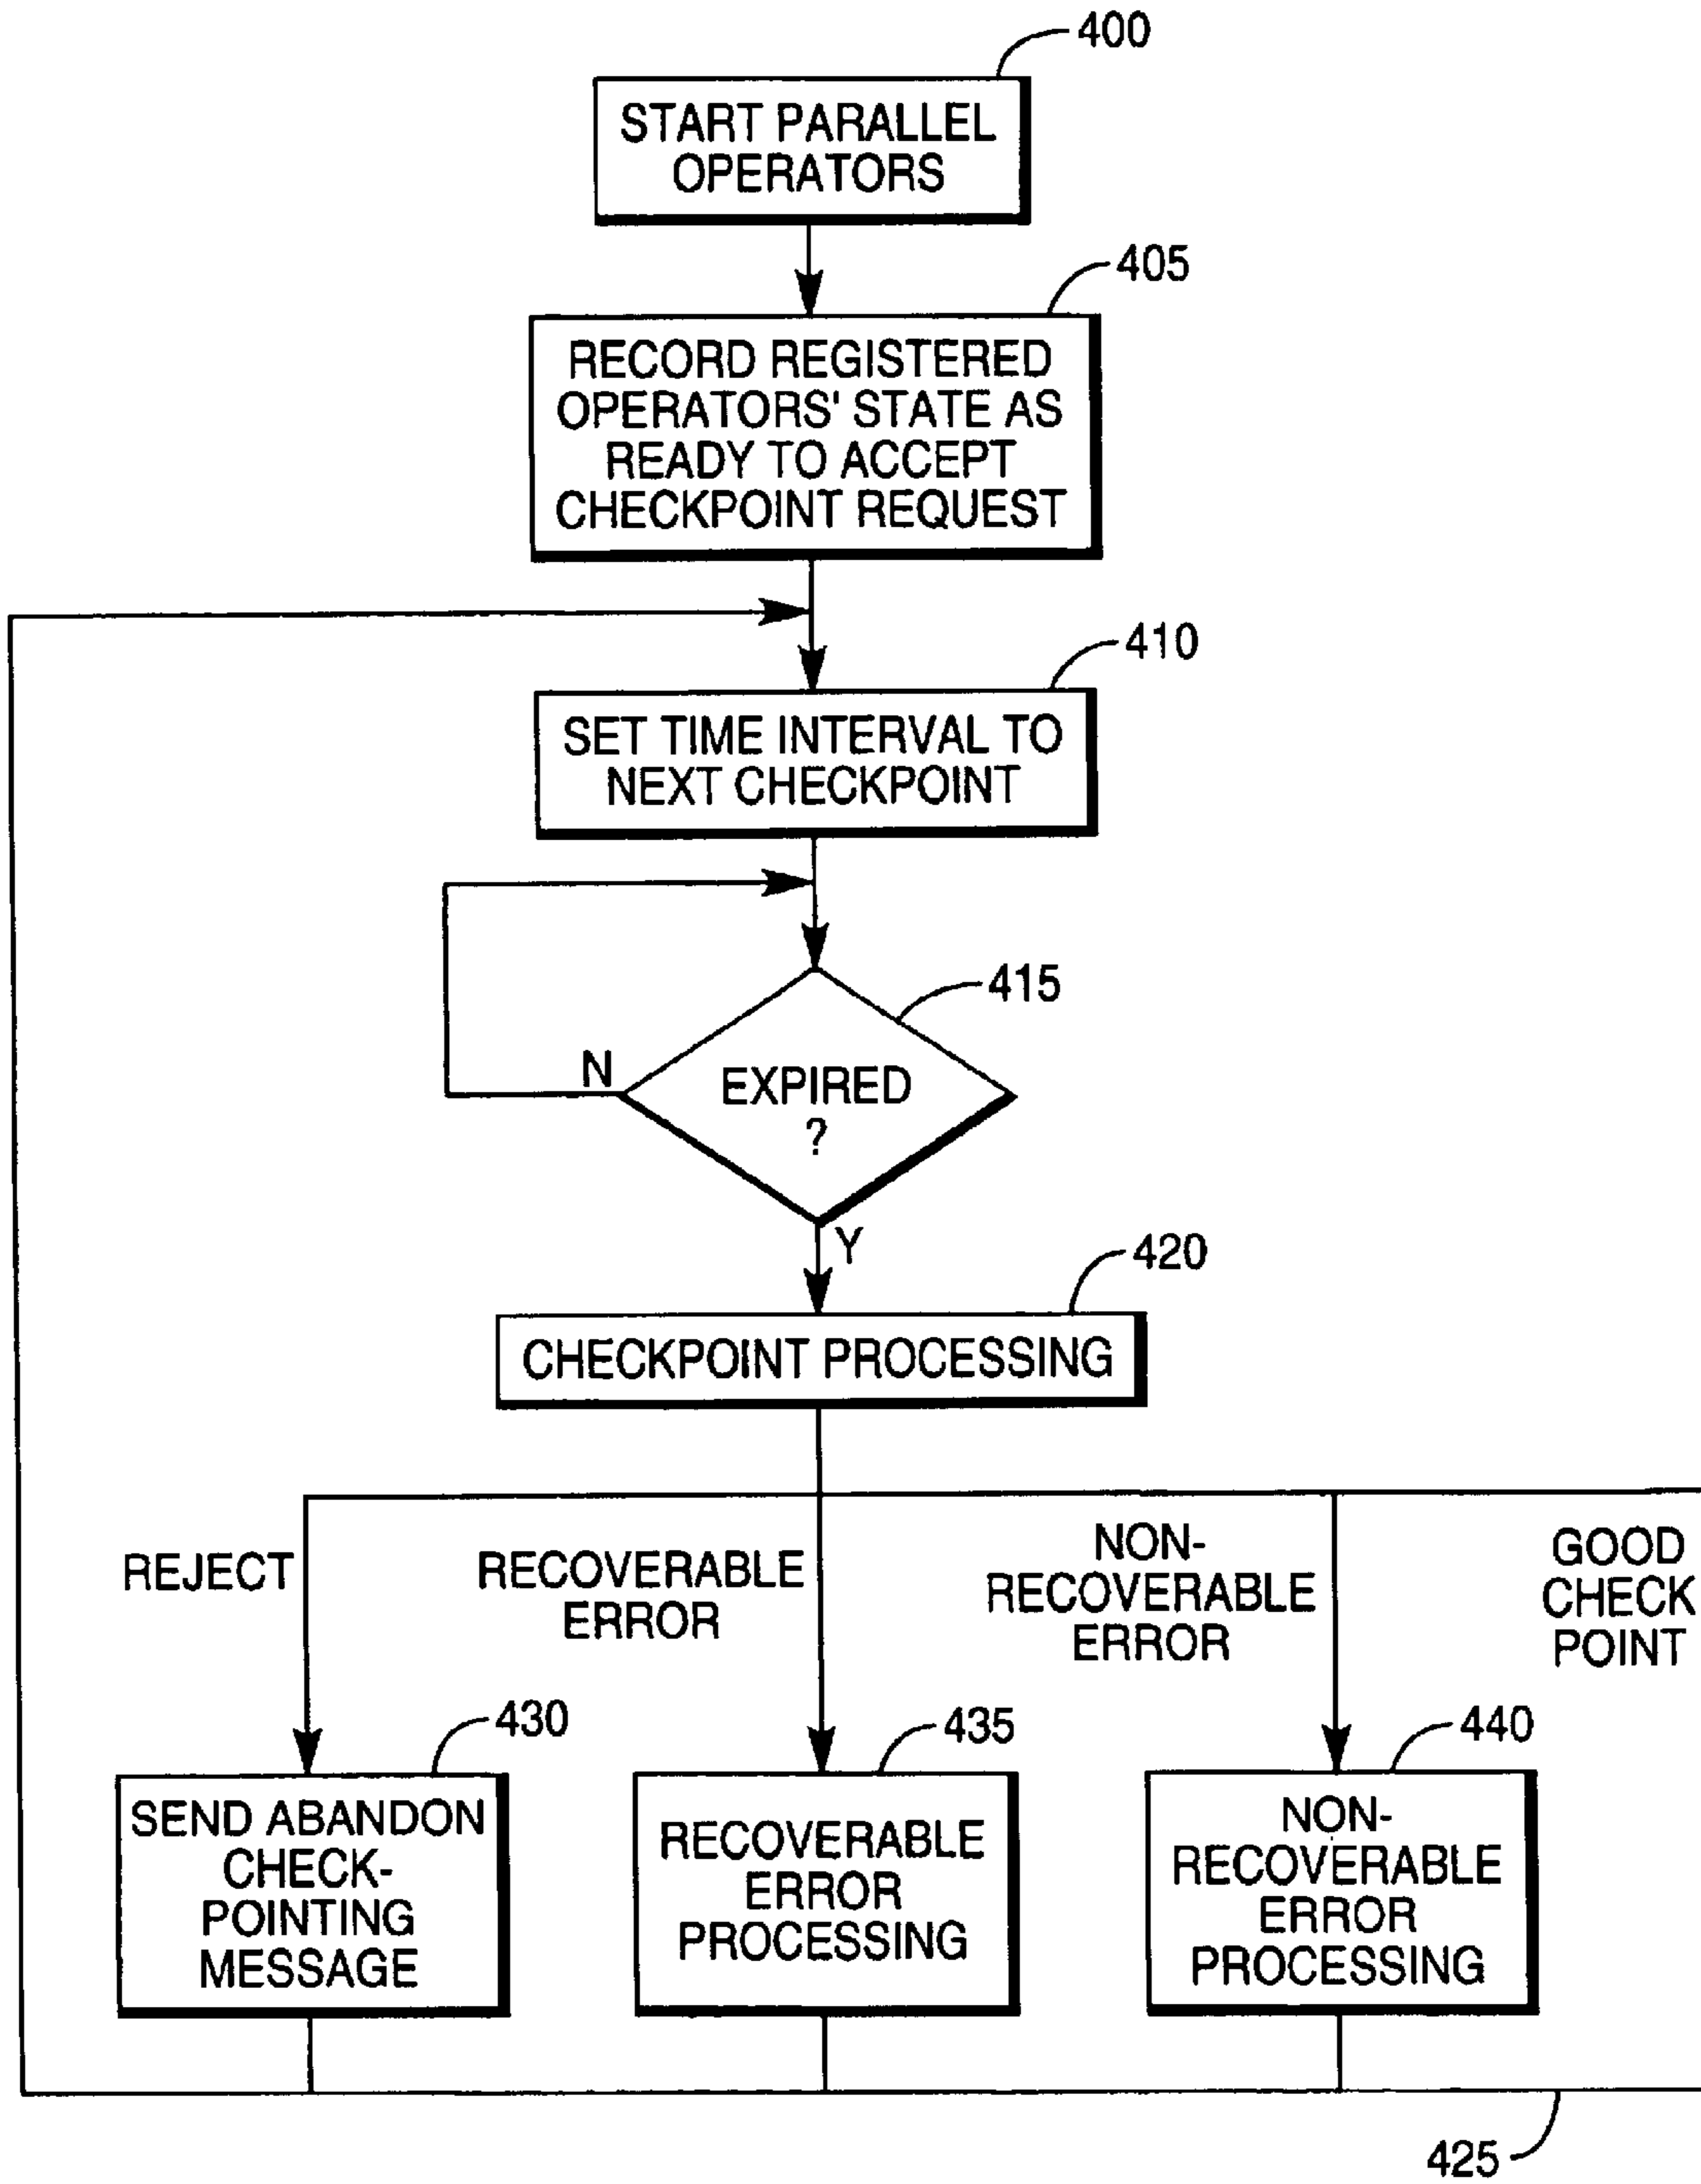 400
START PARALLEL
OPERATORS
405
RECORD REGISTERED
OPERATORS' STATE AS
READY TO ACCEPT
CHECKPOINT REQUEST
410
SET TIME INTERVAL TO
NEXT CHECKPOINT
415
N
EXPIRED
?
Y
420
CHECKPOINT PROCESSING
REJECT
RECOVERABLE
ERROR
NON-
RECOVERABLE
ERROR
GOOD
CHECK
POINT
430
SEND ABANDON
CHECK-
POINTING
MESSAGE
435
RECOVERABLE
ERROR
PROCESSING
440
NON-
RECOVERABLE
ERROR
PROCESSING
425